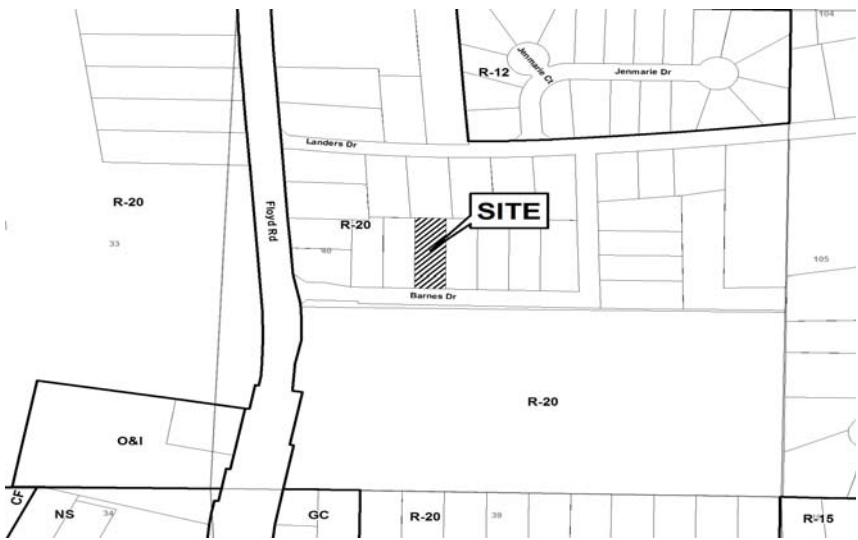 104
Jenmarie Ct
R-12
Jenmarie Dr
Landers Dr
R-20
33
Floyd Rd
R-20
SITE
40
105
Barnes Dr
R-20
O&I
CF
NS
34
GC
R-20
39
R-15